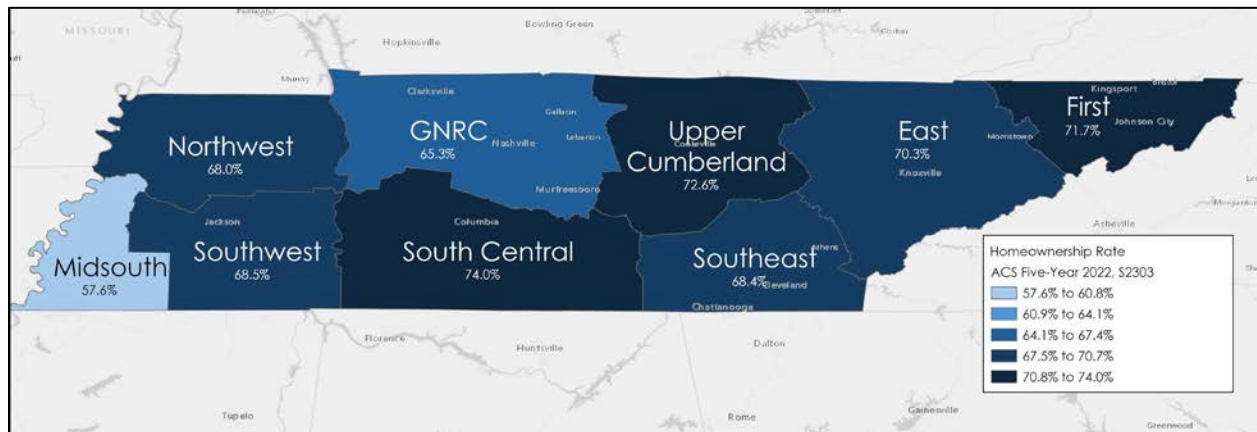 MISSOURI
Bowling Green
Hopkinsville
Murray
Clarksville
Gallatin
Lebanon
Nashville
Murfreesboro
GNRC
65.3%
Northwest
68.0%
Jackson
Southwest
68.5%
Midsouth
57.6%
Columbia
South Central
74.0%
Upper
Cookeville
Cumberland
72.6%
Southeast
68.4%
Athens
Cleveland
Chattanooga
East
70.3%
Morristown
Knoxville
First
71.7%
Kingsport
Bristol
Johnson City
Asheville
Florence
Huntsville
Dalton
Tupelo
Rome
Gainesville
Greenwood
Homeownership Rate
ACS Five-Year 2022, S2303
57.6% to 60.8%
60.9% to 64.1%
64.1% to 67.4%
67.5% to 70.7%
70.8% to 74.0%